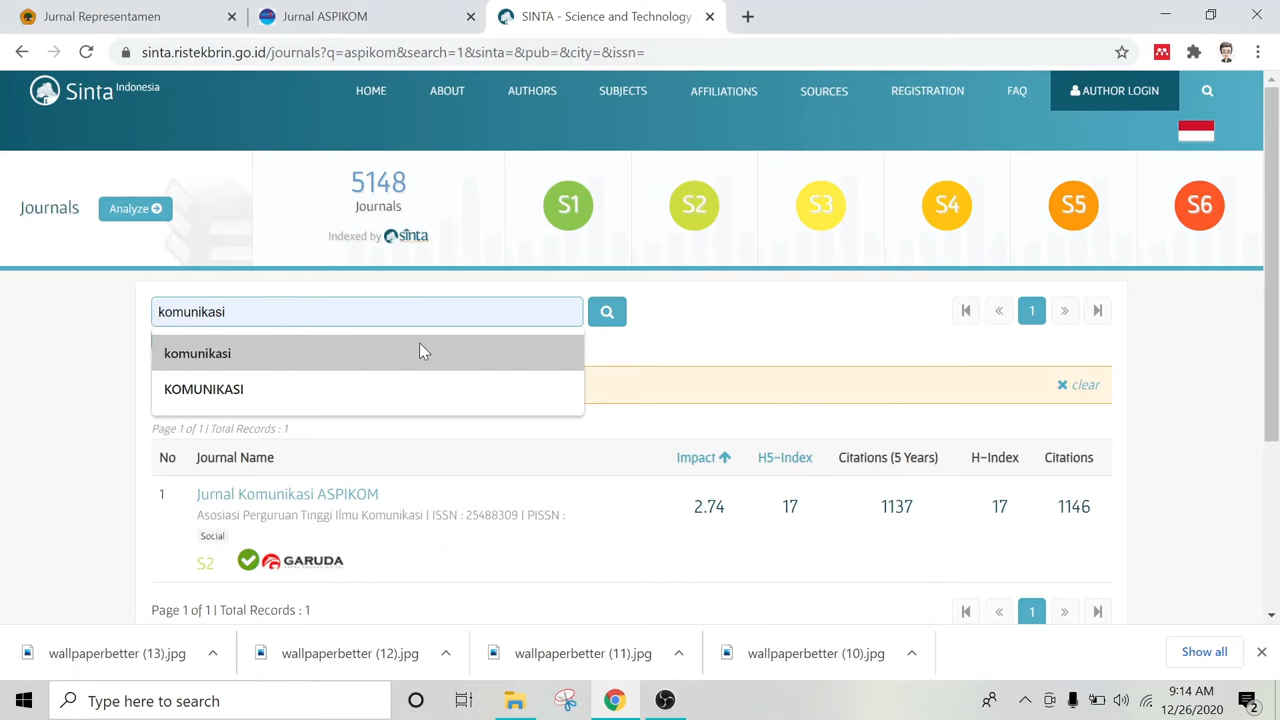 Jurnal Representamen
Jurnal ASPIKOM
SINTA - Science and Technology
sinta.ristekbrin.go.id/journals?q=aspikom&search=1&sinta=&pub=&city=&issn=
Sinta Indonesia
HOME
ABOUT
AUTHORS
SUBJECTS
AFFILIATIONS
SOURCES
REGISTRATION
FAQ
AUTHOR LOGIN
Journals
Analyze
5148
Journals
Indexed by sinta
S1
S2
S3
S4
S5
S6
komunikasi
1
komunikasi
KOMUNIKASI
clear
Page 1 of 1 | Total Records : 1
No Journal Name Impact H5-Index Citations (5 Years) H-Index Citations
1 Jurnal Komunikasi ASPIKOM 2.74 17 1137 17 1146
Asosiasi Perguruan Tinggi Ilmu Komunikasi | ISSN : 25488309 | PISSN :
Social
S2 GARUDA
Page 1 of 1 | Total Records : 1
1
wallpaperbetter (13).jpg
wallpaperbetter (12).jpg
wallpaperbetter (11).jpg
wallpaperbetter (10).jpg
Show all
Type here to search
9:14 AM
12/26/2020
2